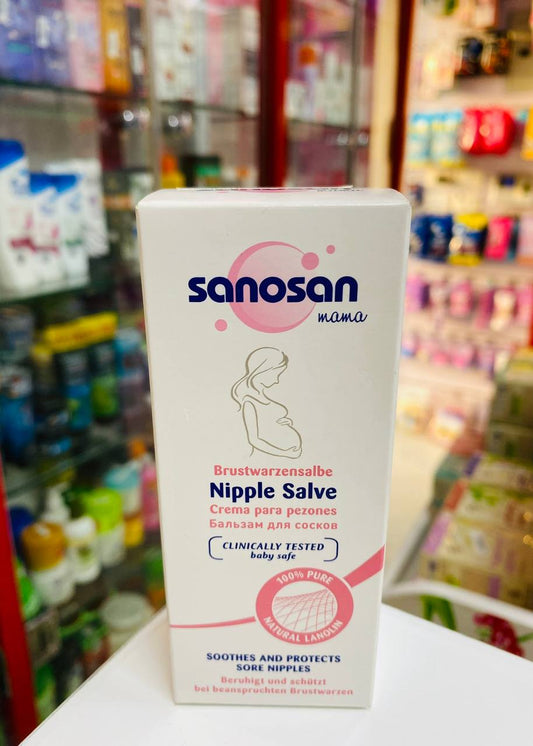 sanosan
mama
Brustwarzensalbe
Nipple Salve
Crema para pezones
Бальзам для сосков
CLINICALLY TESTED
baby safe
100% PURE
NATURAL LANOLIN
SOOTHES AND PROTECTS
SORE NIPPLES
Beruhigt und schützt
bei beanspruchten Brustwarzen